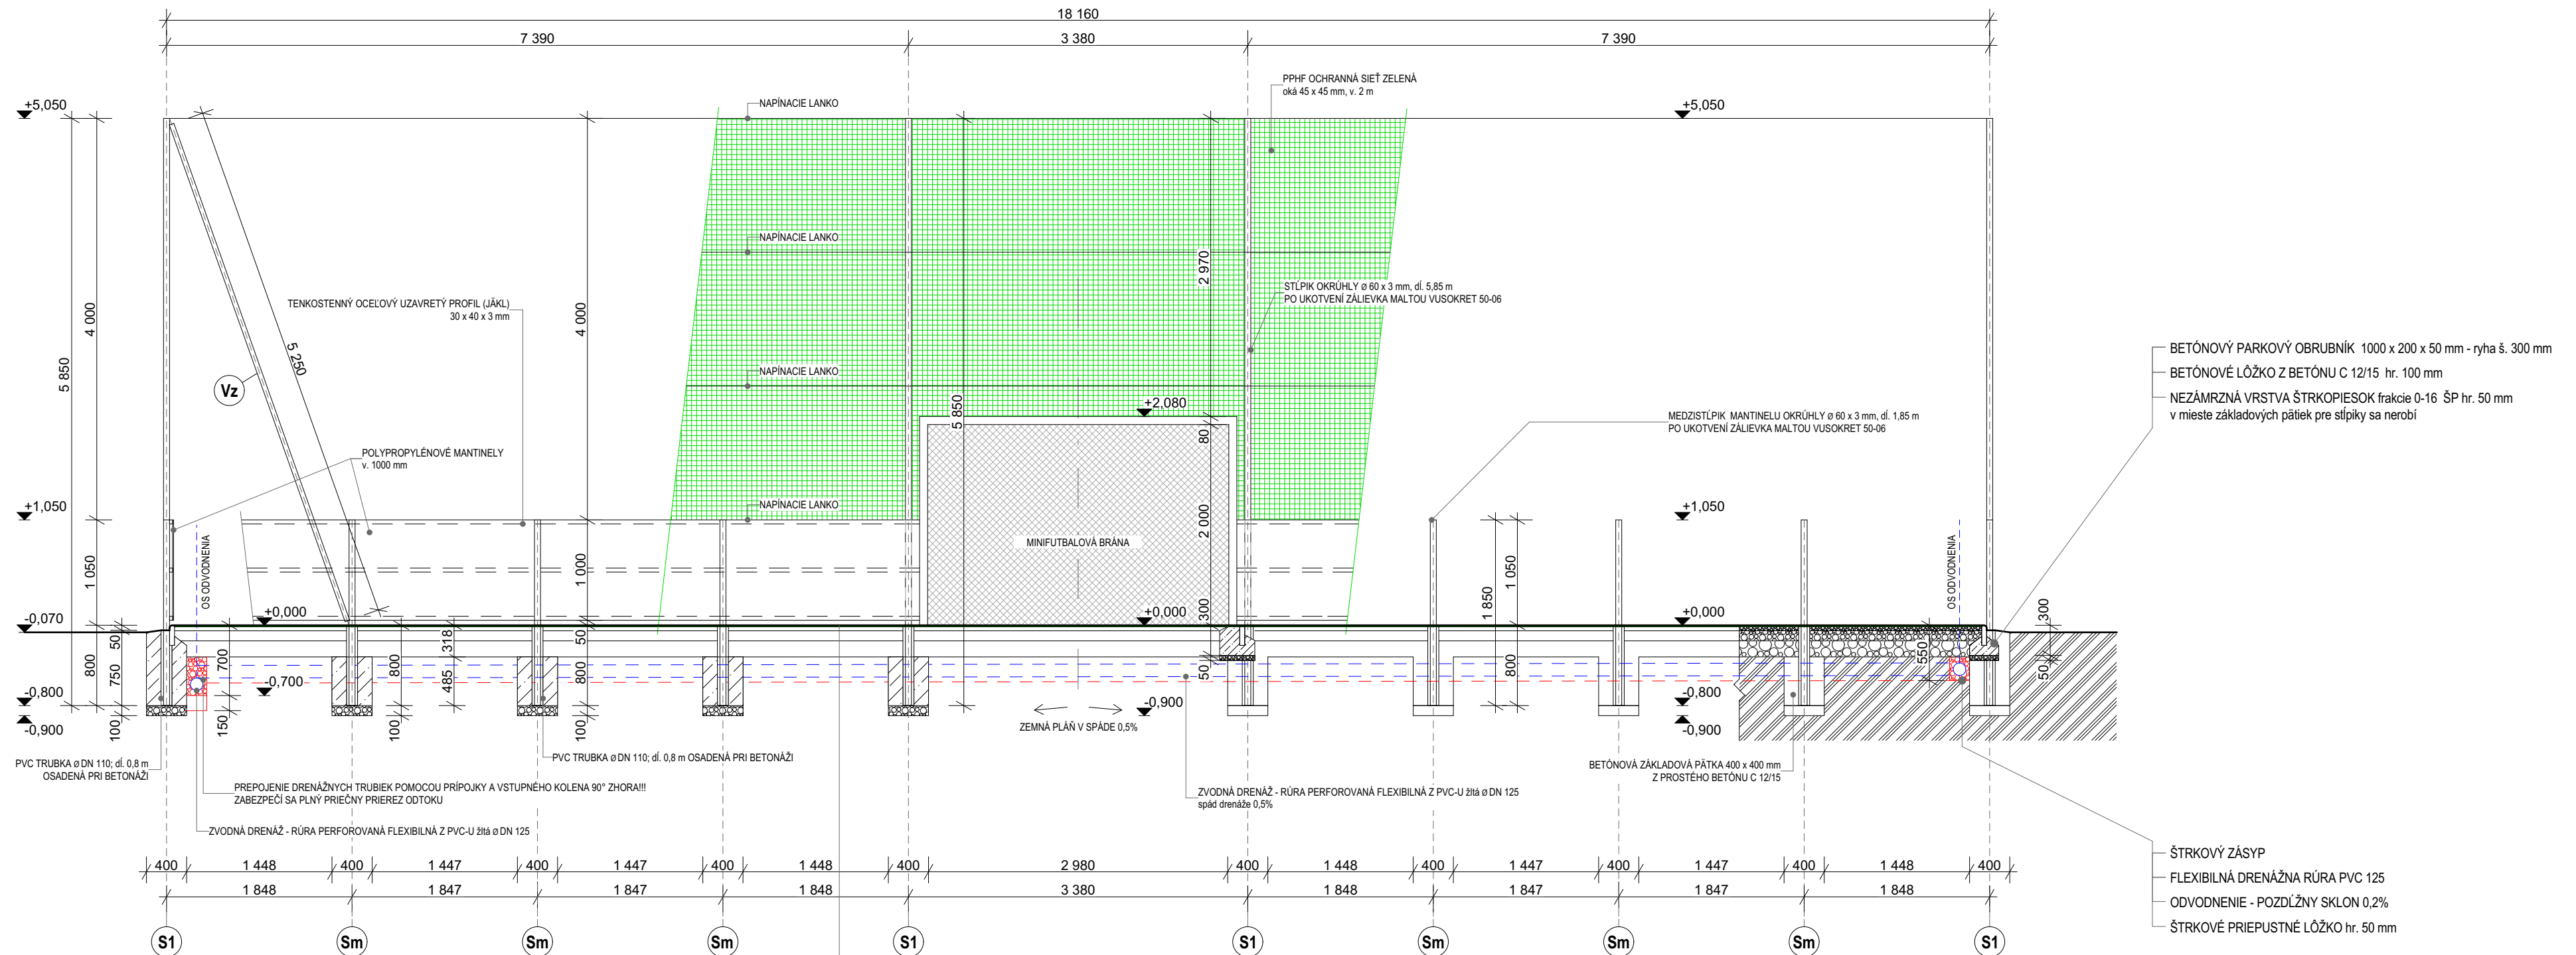 18 160
7 390
3 380
7 390
PPHF OCHRANNÁ SIEŤ ZELENÁ
oká 45 x 45 mm, v. 2 m
+5,050
NAPÍNACIE LANKO
+5,050
NAPÍNACIE LANKO
2 970
STĹPIK OKRÚHLY ø 60 x 3 mm, dĺ. 5,85 m
PO UKOTVENÍ ZÁLIEVKA MALTOU VUSOKRET 50-06
TENKOSTENNÝ OCEĽOVÝ UZAVRETÝ PROFIL (JÄKL)
30 x 40 x 3 mm
4 000
4 000
5 850
5 250
Vz
NAPÍNACIE LANKO
5 850
+2,080
80
BETÓNOVÝ PARKOVÝ OBRUBNÍK 1000 x 200 x 50 mm - ryha š. 300 mm
BETÓNOVÉ LÔŽKO Z BETÓNU C 12/15 hr. 100 mm
NEZÁMRZNÁ VRSTVA ŠTRKOPIESOK frakcie 0-16 ŠP hr. 50 mm
v mieste základových pätiek pre stĺpiky sa nerobí
MEDZISTĹPIK MANTINELU OKRÚHLY ø 60 x 3 mm, dĺ. 1,85 m
PO UKOTVENÍ ZÁLIEVKA MALTOU VUSOKRET 50-06
POLYPROPYLÉNOVÉ MANTINELY
v. 1000 mm
+1,050
NAPÍNACIE LANKO
+1,050
1 050
OS ODVODNENIA
1 000
2 000
MINIFUTBALOVÁ BRÁNA
1 850
1 050
OS ODVODNENIA
-0,070
+0,000
+0,000
+0,000
300
300
50
750
800
700
150
-0,700
800
318
485
50
800
50
800
550
50
-0,800
-0,900
100
100
100
-0,900
-0,800
-0,900
ZEMNÁ PLÁŇ V SPÁDE 0,5%
PVC TRUBKA ø DN 110; dĺ. 0,8 m
OSADENÁ PRI BETONÁŽI
PVC TRUBKA ø DN 110; dĺ. 0,8 m OSADENÁ PRI BETONÁŽI
BETÓNOVÁ ZÁKLADOVÁ PÄTKA 400 x 400 mm
Z PROSTÉHO BETÓNU C 12/15
PREPOJENIE DRENÁŽNYCH TRUBIEK POMOCOU PRÍPOJKY A VSTUPNÉHO KOLENA 90° ZHORA!!!
ZABEZPEČÍ SA PLNÝ PRIEČNY PRIEREZ ODTOKU
ZVODNÁ DRENÁŽ - RÚRA PERFOROVANÁ FLEXIBILNÁ Z PVC-U žltá ø DN 125
spád drenáže 0,5%
ZVODNÁ DRENÁŽ - RÚRA PERFOROVANÁ FLEXIBILNÁ Z PVC-U žltá ø DN 125
ŠTRKOVÝ ZÁSYP
FLEXIBILNÁ DRENÁŽNA RÚRA PVC 125
ODVODNENIE - POZDĹŽNY SKLON 0,2%
ŠTRKOVÉ PRIEPUSTNÉ LÔŽKO hr. 50 mm
400 1 448 400 1 447 400 1 447 400 1 448 400 2 980 400 1 448 400 1 447 400 1 447 400 1 448 400
1 848 1 847 1 847 1 848 3 380 1 848 1 847 1 847 1 848
S1 Sm Sm Sm S1 S1 Sm Sm Sm S1